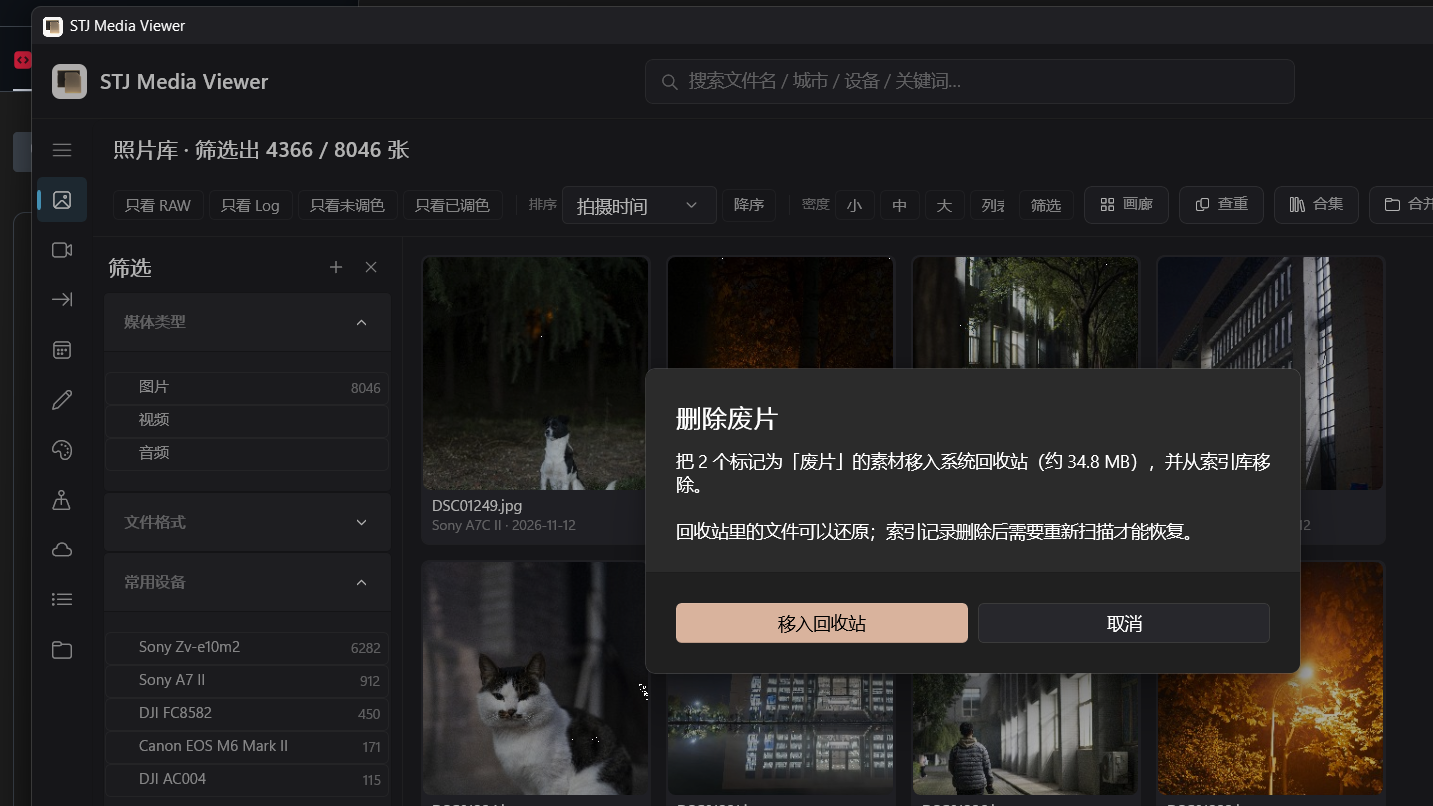 STJ Media Viewer
STJ Media Viewer
搜索文件名 / 城市 / 设备 / 关键词...
照片库 · 筛选出 4366 / 8046 张
只看 RAW 只看 Log 只看未调色 只看已调色 排序 拍摄时间 降序 密度 小 中 大 列表 筛选 画廊 查重 合集 合并
筛选
媒体类型
图片 8046
视频
音频
文件格式
常用设备
Sony Zv-e10m2 6282
Sony A7 II 912
DJI FC8582 450
Canon EOS M6 Mark II 171
DJI AC004 115
DSC01249.jpg
Sony A7C II · 2026-11-12
12
删除废片
把 2 个标记为「废片」的素材移入系统回收站（约 34.8 MB），并从索引库移
除。
回收站里的文件可以还原；索引记录删除后需要重新扫描才能恢复。
移入回收站 取消